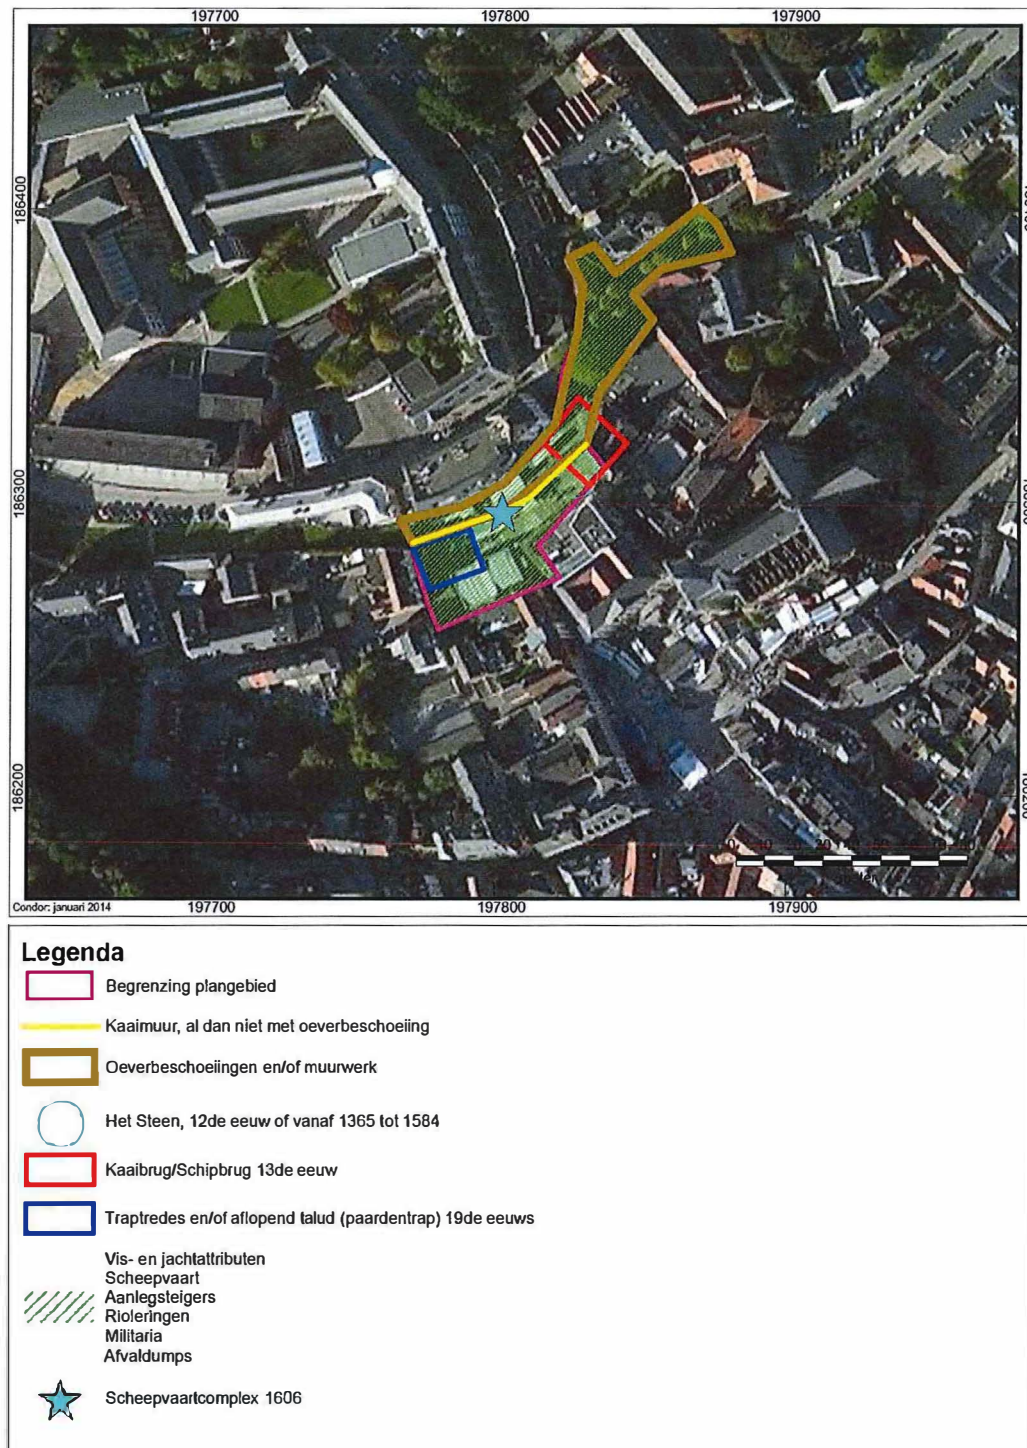 197700 197800 197900
186400
186300
186200
Condor: januari 2014
197700 197800 197900
Legenda
Begrenzing plangebied
Kaaimuur, al dan niet met oeverbeschoeiing
Oeverbeschoeiingen en/of muurwerk
Het Steen, 12de eeuw of vanaf 1365 tot 1584
Kaaibrug/Schipbrug 13de eeuw
Traptredes en/of aflopend talud (paardentrap) 19de eeuws
Vis- en jachtattributen
Scheepvaart
Aanlegsteigers
Rioleringen
Militaria
Afvaldumps
Scheepvaartcomplex 1606